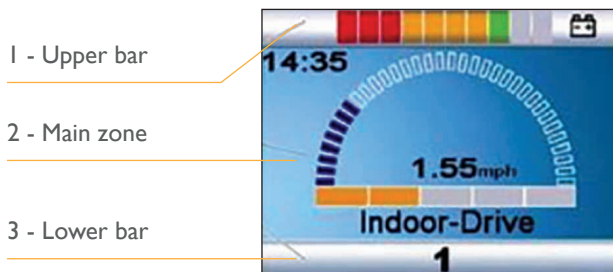 1 - Upper bar
14:35
2 - Main zone
1.55mph
Indoor-Drive
3 - Lower bar
1